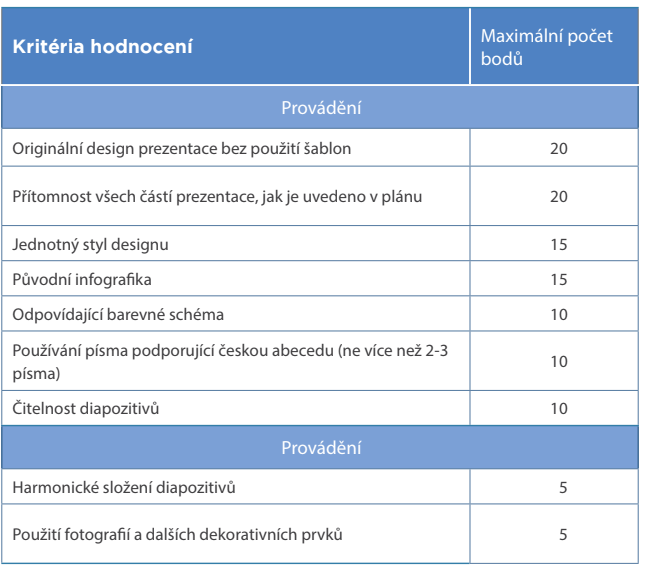 Kritéria hodnocení
Maximální počet
bodů
Provádění
Originální design prezentace bez použití šablon
20
Přítomnost všech částí prezentace, jak je uvedeno v plánu
20
Jednotný styl designu
15
Původní infografika
15
Odpovídající barevné schéma
10
Používání písma podporující českou abecedu (ne více než 2-3
písma)
10
Čitelnost diapozitivů
10
Provádění
Harmonické složení diapozitivů
5
Použití fotografií a dalších dekorativních prvků
5